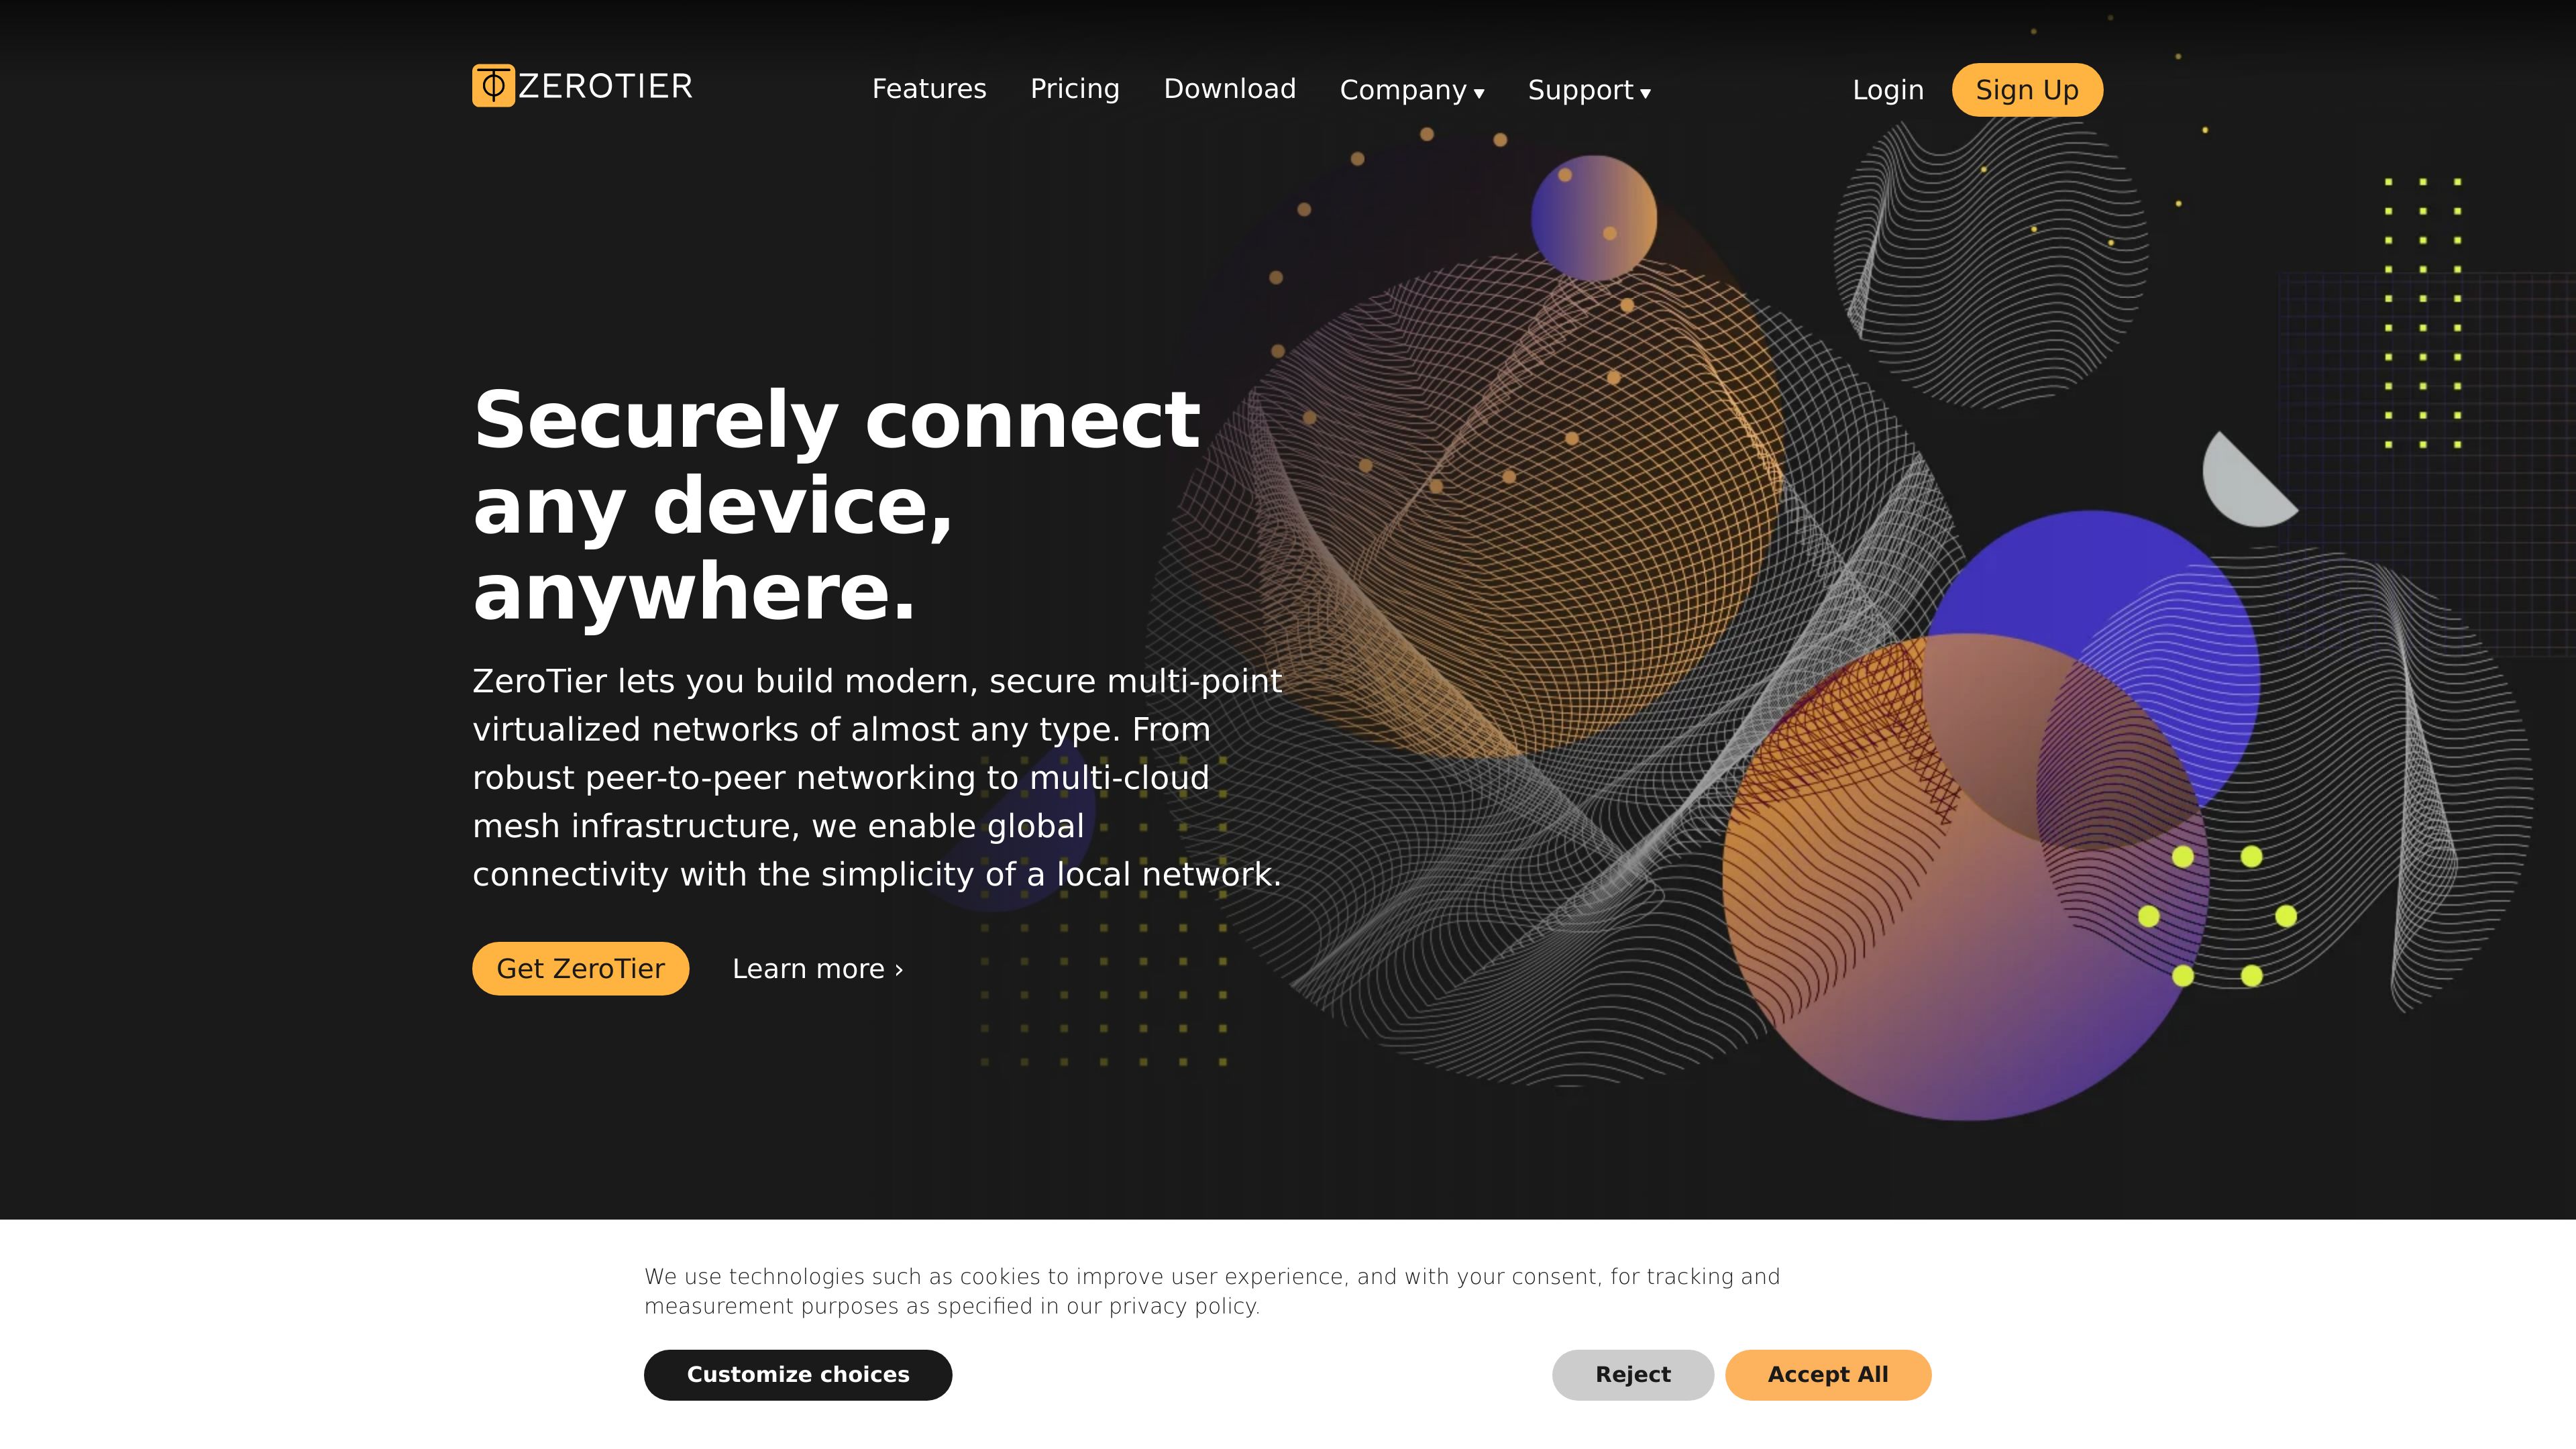 ZEROTIER
Features Pricing Download Company ▾ Support ▾ Login Sign Up
Securely connect
any device,
anywhere.
ZeroTier lets you build modern, secure multi-point
virtualized networks of almost any type. From
robust peer-to-peer networking to multi-cloud
mesh infrastructure, we enable global
connectivity with the simplicity of a local network.
Get ZeroTier Learn more ›
We use technologies such as cookies to improve user experience, and with your consent, for tracking and
measurement purposes as specified in our privacy policy.
Customize choices Reject Accept All